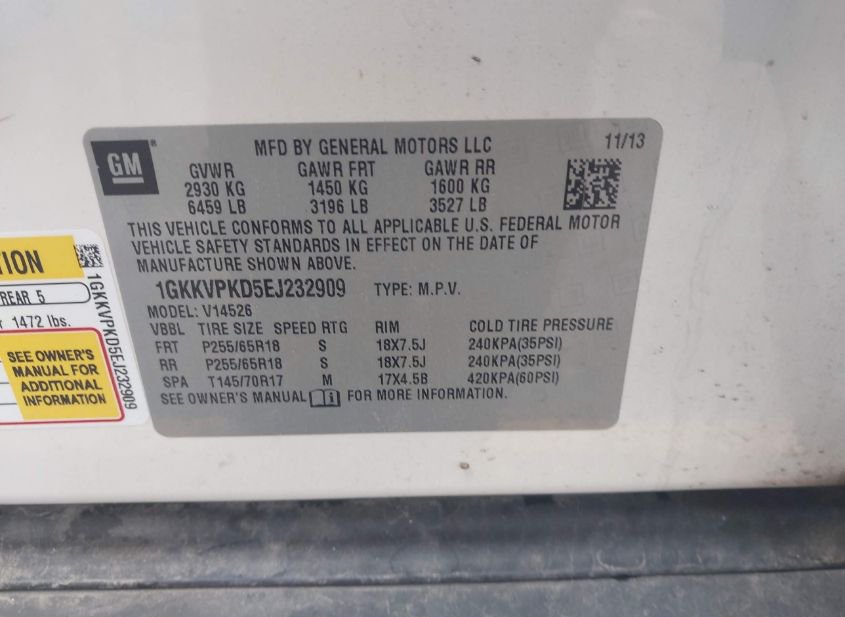 GM
®
MFD BY GENERAL MOTORS LLC 11/13
GVWR GAWR FRT GAWR RR
2930 KG 1450 KG 1600 KG
6459 LB 3196 LB 3527 LB
THIS VEHICLE CONFORMS TO ALL APPLICABLE U.S. FEDERAL MOTOR
VEHICLE SAFETY STANDARDS IN EFFECT ON THE DATE OF
MANUFACTURE SHOWN ABOVE.
1GKKVPKD5EJ232909 TYPE: M.P.V.
MODEL: V14526
VBBL TIRE SIZE SPEED RTG RIM COLD TIRE PRESSURE
FRT P255/65R18 S 18X7.5J 240KPA(35PSI)
RR P255/65R18 S 18X7.5J 240KPA(35PSI)
SPA T145/70R17 M 17X4.5B 420KPA(60PSI)
SEE OWNER'S MANUAL i FOR MORE INFORMATION.
REAR 5
1472 lbs.
SEE OWNER'S
MANUAL FOR
ADDITIONAL
INFORMATION
1GKKVPKD5EJ232909